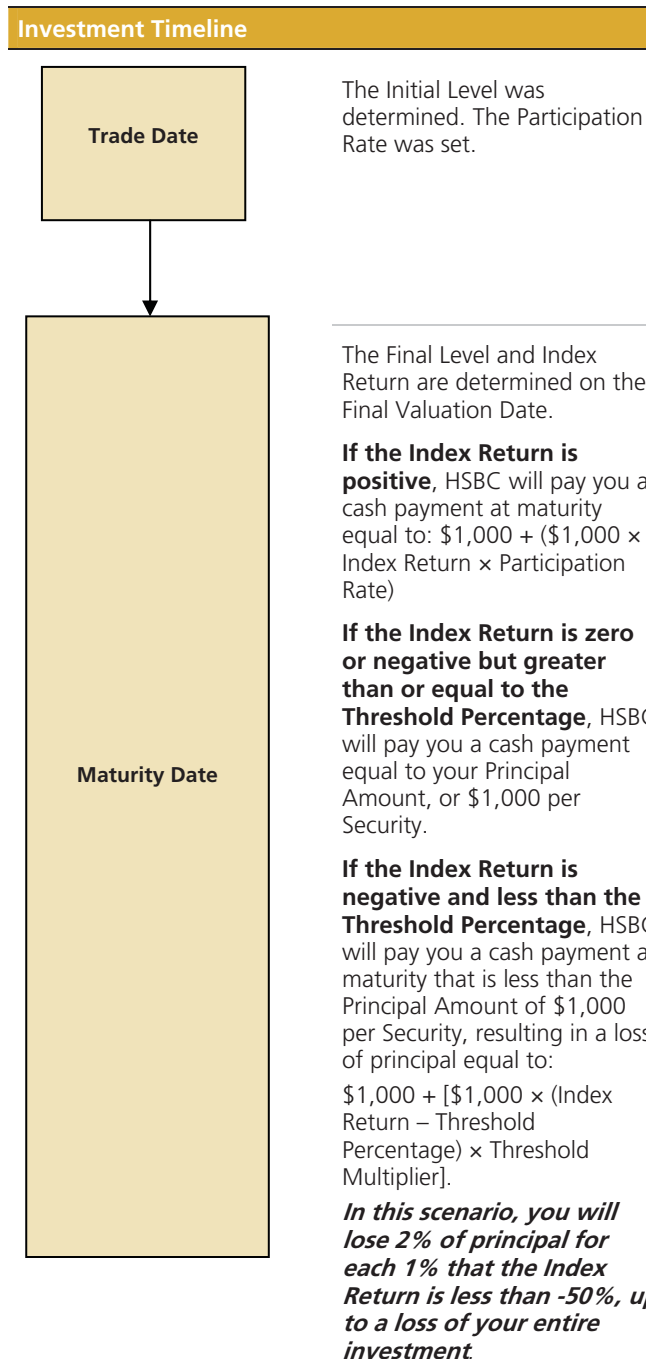 Investment Timeline
Trade Date
The Initial Level was
determined. The Participation
Rate was set.
Maturity Date
The Final Level and Index
Return are determined on the
Final Valuation Date.
If the Index Return is
positive, HSBC will pay you a
cash payment at maturity
equal to: $1,000 + ($1,000 ×
Index Return × Participation
Rate)
If the Index Return is zero
or negative but greater
than or equal to the
Threshold Percentage, HSBC
will pay you a cash payment
equal to your Principal
Amount, or $1,000 per
Security.
If the Index Return is
negative and less than the
Threshold Percentage, HSBC
will pay you a cash payment
maturity that is less than the
Principal Amount of $1,000
per Security, resulting in a loss
of principal equal to:
$1,000 + [$1,000 × (Index
Return – Threshold
Percentage) × Threshold
Multiplier].
In this scenario, you will
lose 2% of principal for
each 1% that the Index
Return is less than -50%,
to a loss of your entire
investment.